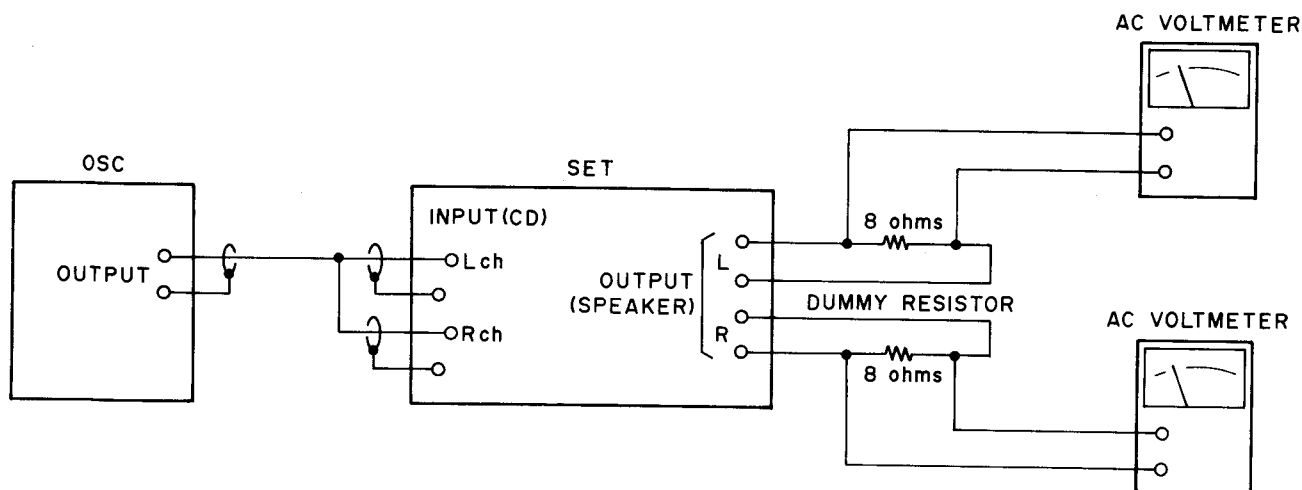 AC VOLTMETER
OSC
SET
INPUT(CD)
8 ohms
Lch
L
OUTPUT
OUTPUT
(SPEAKER)
DUMMY RESISTOR
AC VOLTMETER
Rch
R
8 ohms